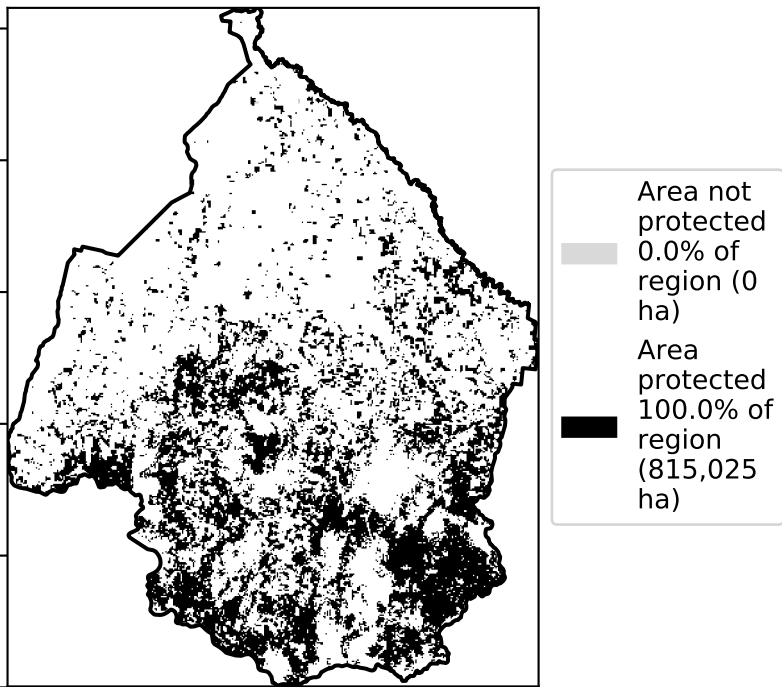 Area not
protected
0.0% of
region (0
ha)
Area
protected
100.0% of
region
(815,025
ha)